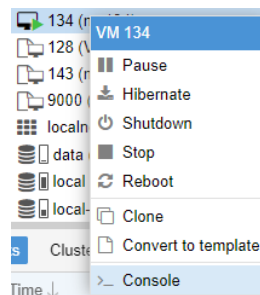 134 (r
VM 134
128 (V
Pause
143 (n
Hibernate
9000 (
Shutdown
localn
Stop
data (
Reboot
local
local-
Clone
Convert to template
s
Cluste
Console
Time ↓